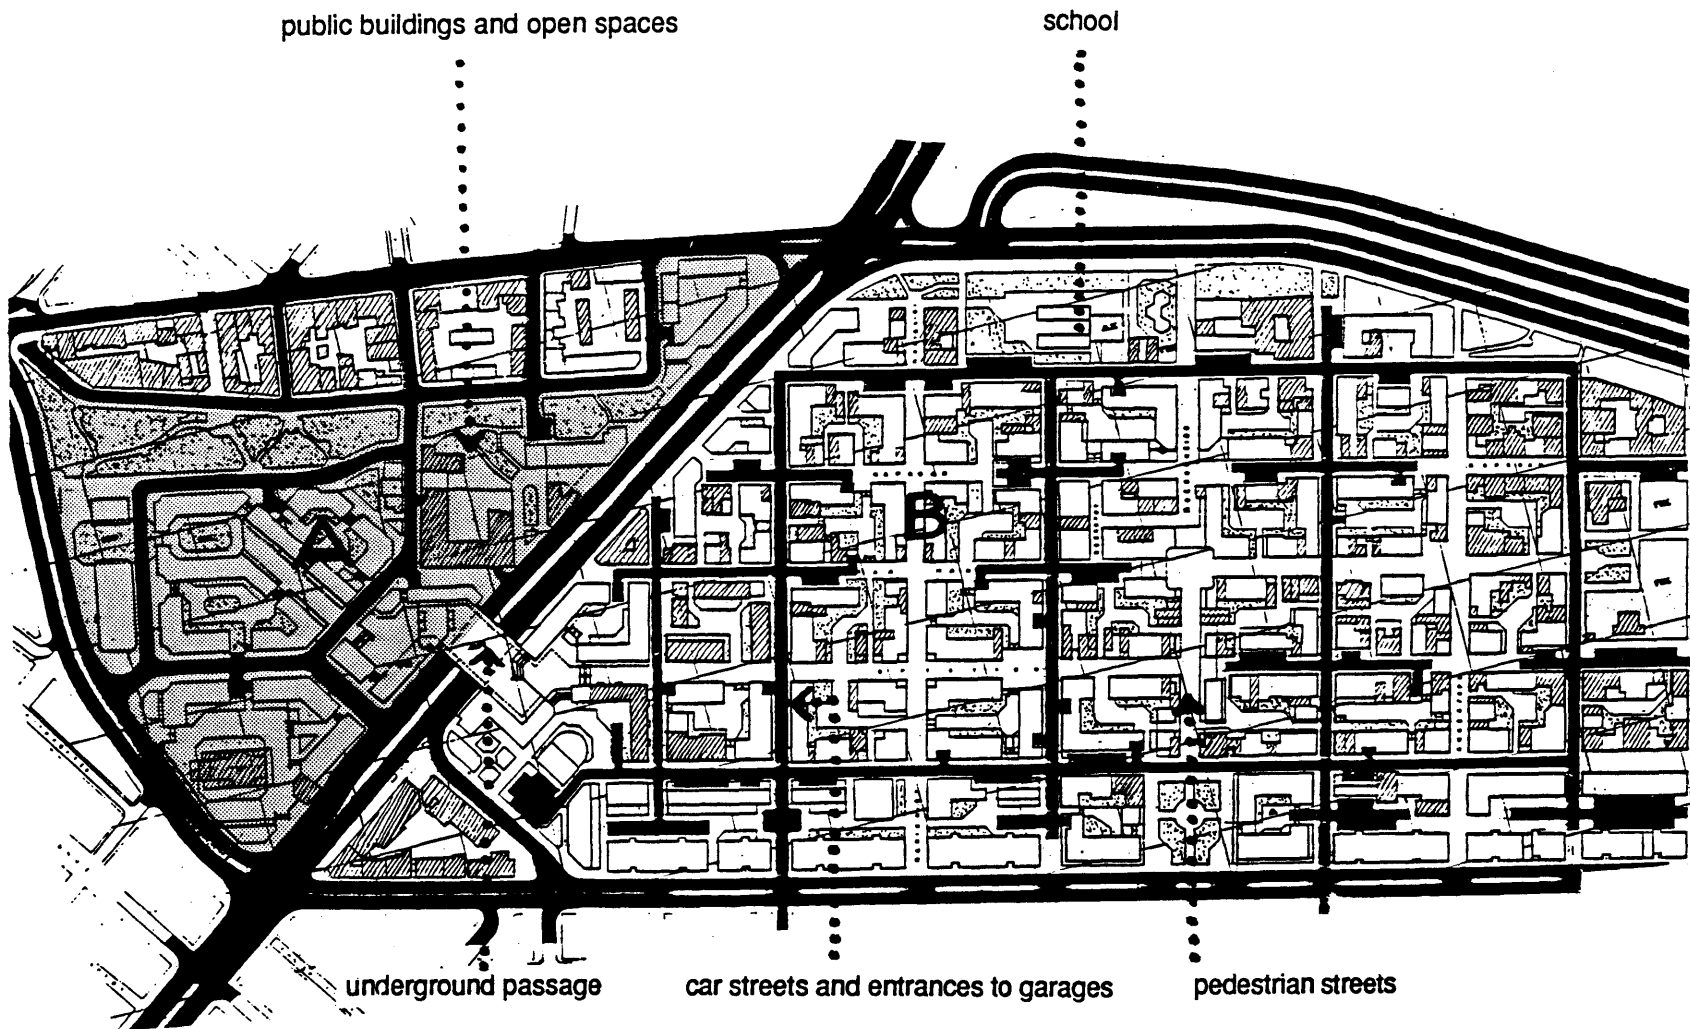 public buildings and open spaces
school
A
B
underground passage
car streets and entrances to garages
pedestrian streets